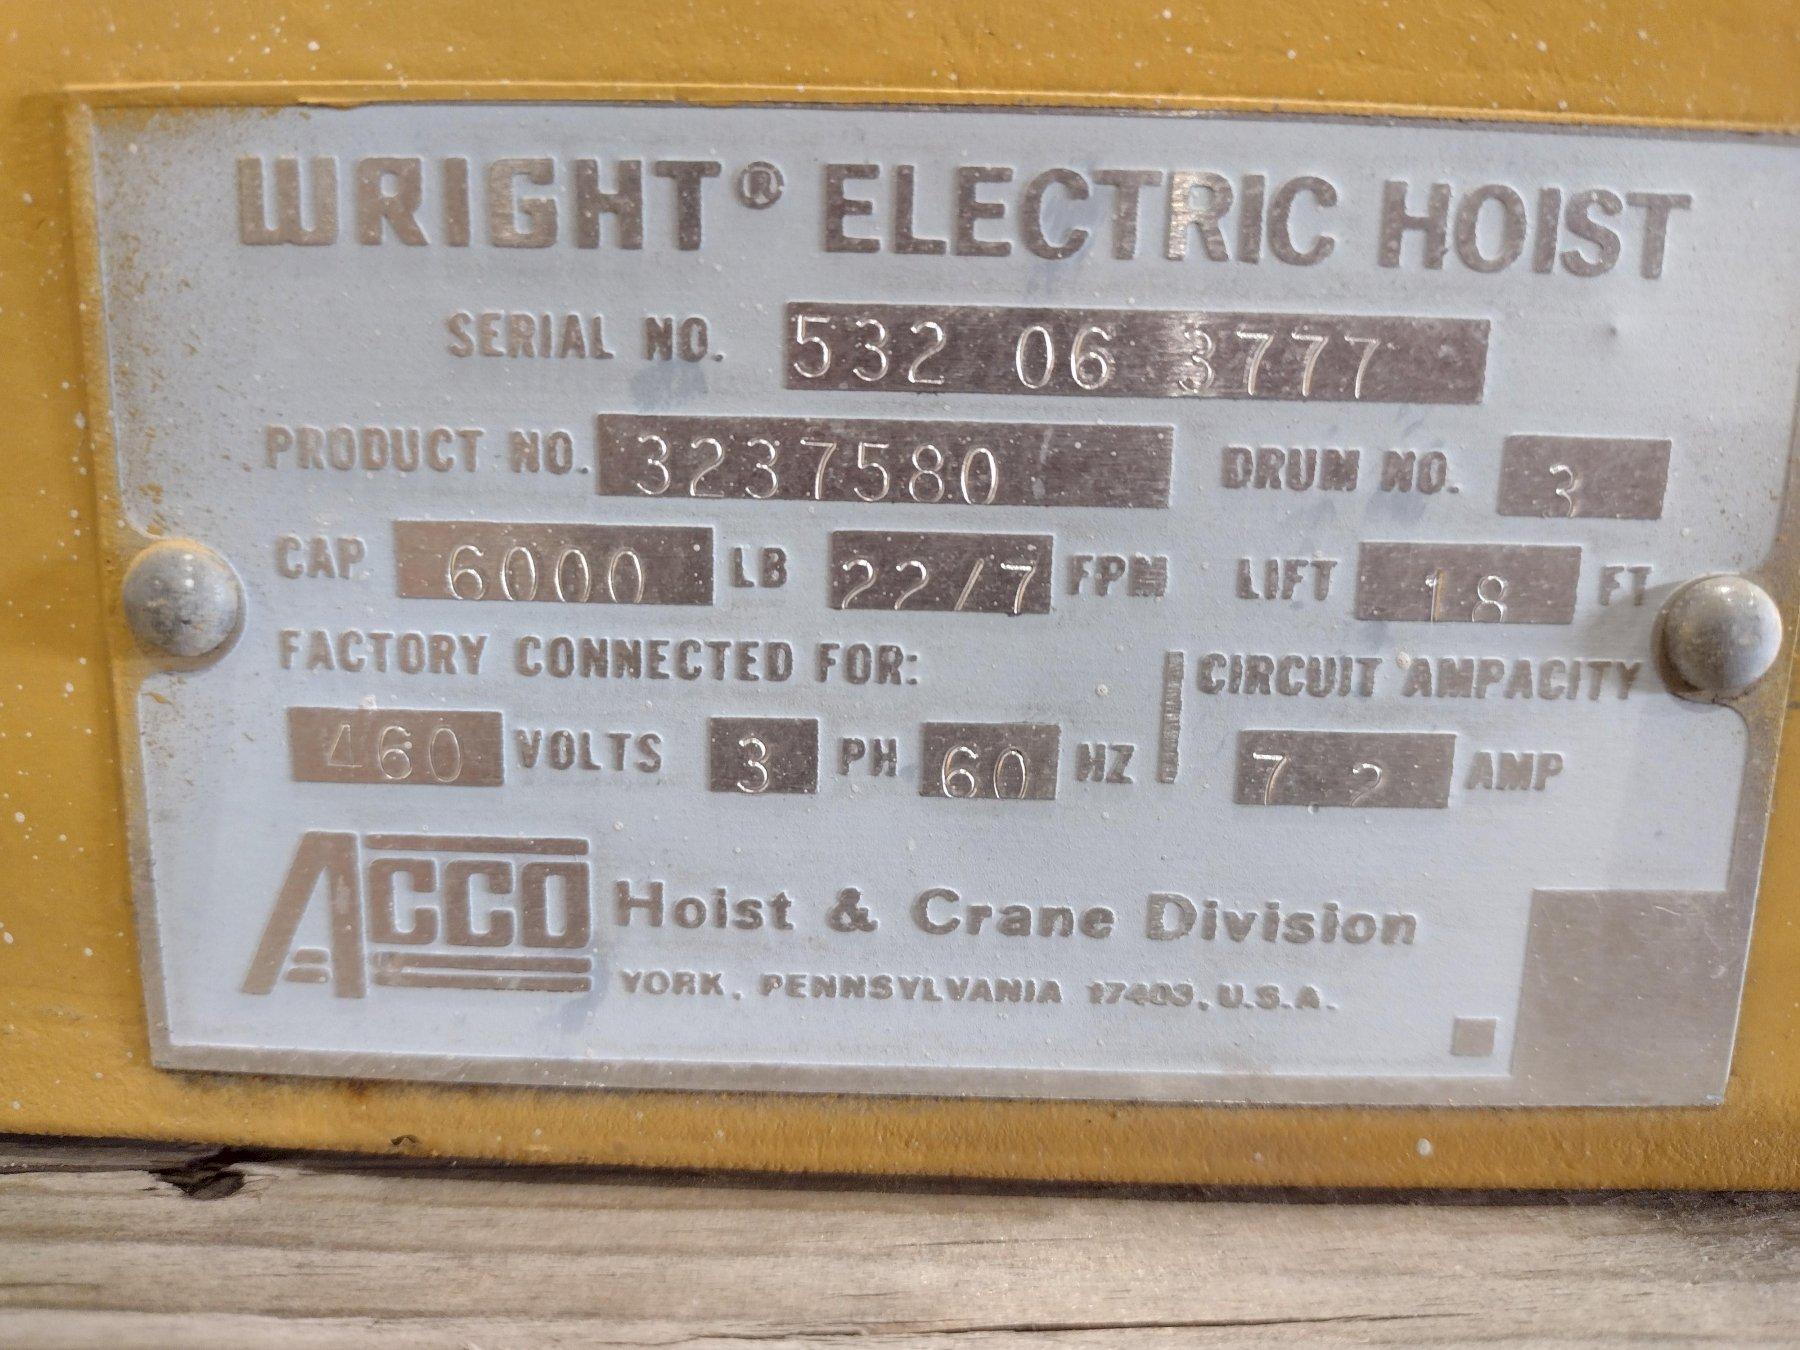 WRIGHT® ELECTRIC HOIST
SERIAL NO. 532 06 3777
PRODUCT NO. 3237580 DRUM NO. 3
CAP 6000 LB 22/7 FPM LIFT 18 FT
FACTORY CONNECTED FOR: CIRCUIT AMPACITY
460 VOLTS 3 PH 60 HZ 7 2 AMP
ACCO Hoist & Crane Division
YORK, PENNSYLVANIA 17403, U.S.A.